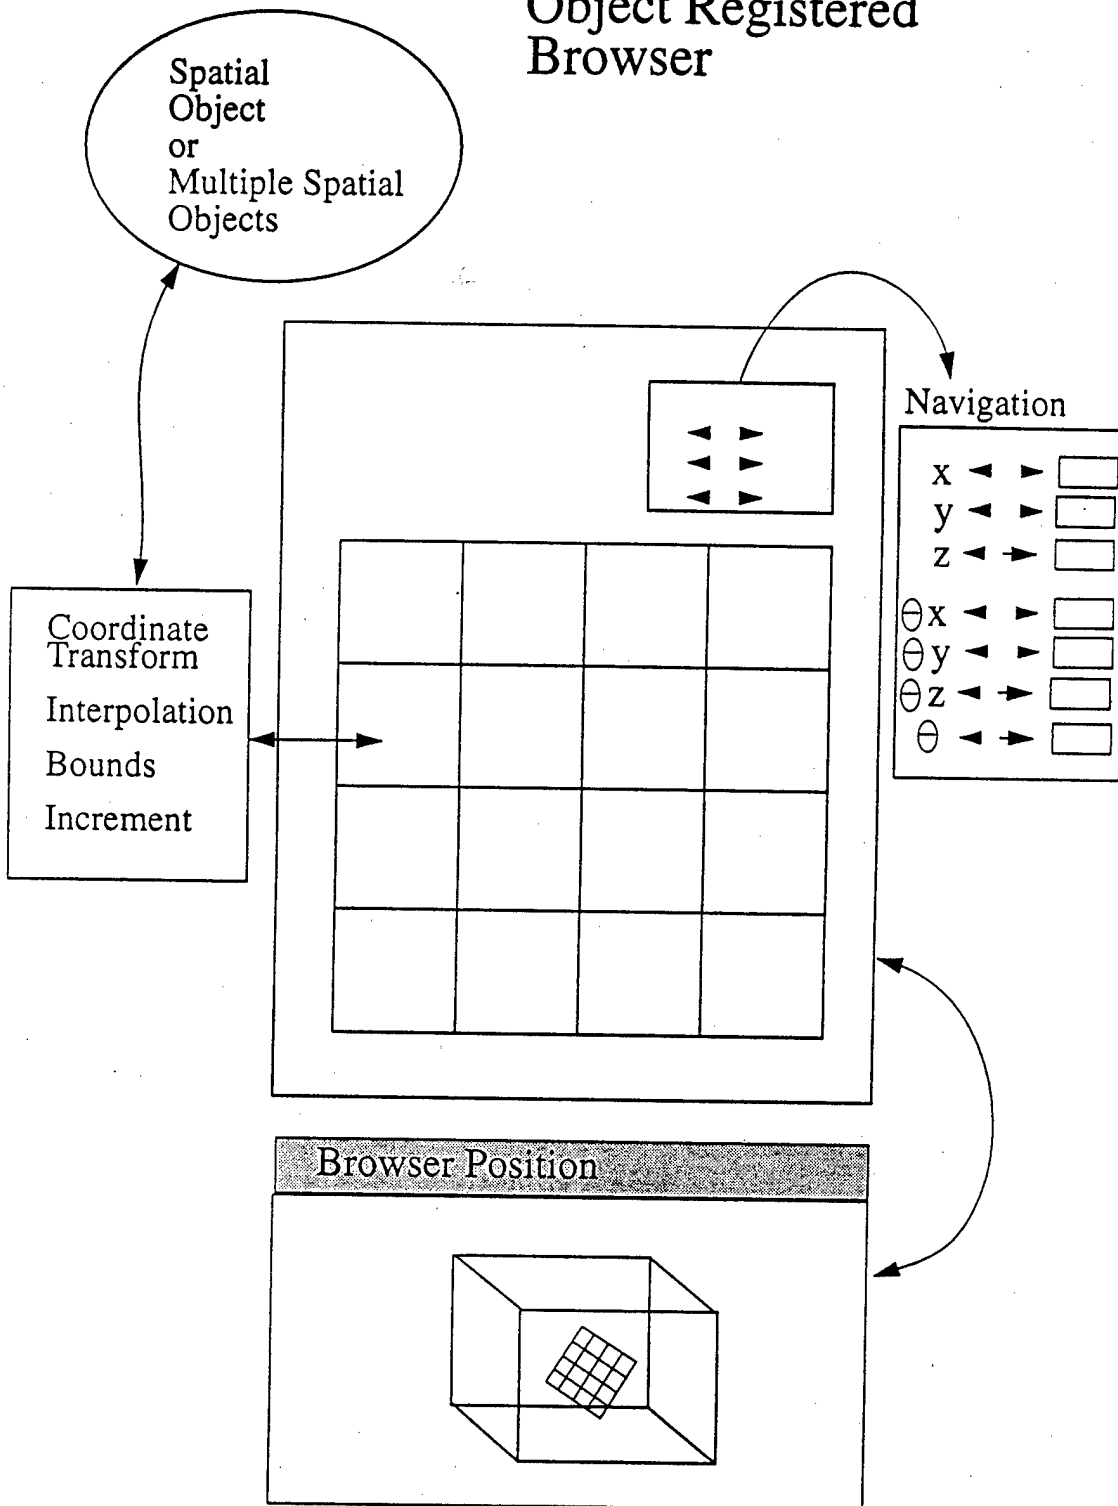 Object Registered
Browser
Spatial
Object
or
Multiple Spatial
Objects
Navigation
x
y
z
θx
θy
θz
θ
Coordinate
Transform
Interpolation
Bounds
Increment
Browser Position